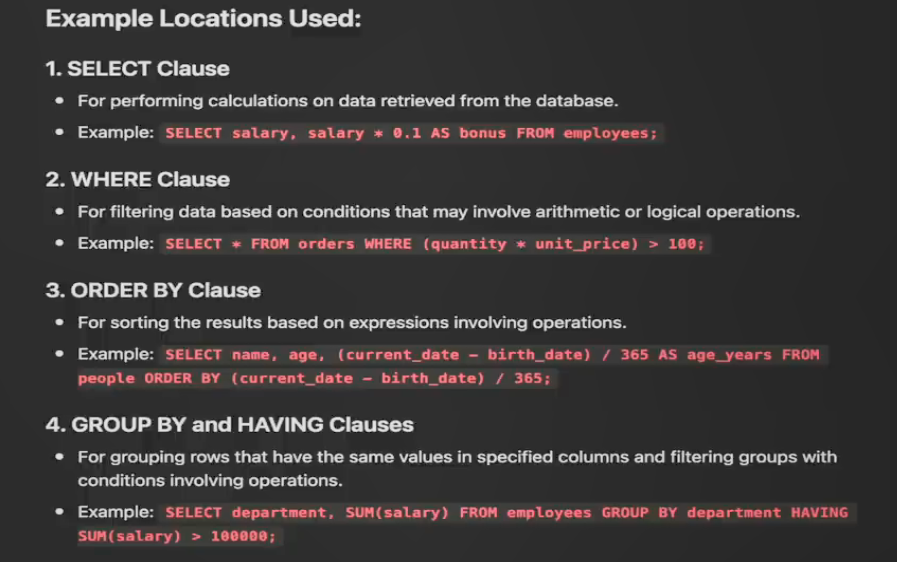 Example Locations Used:
1. SELECT Clause
• For performing calculations on data retrieved from the database.
• Example: SELECT salary, salary * 0.1 AS bonus FROM employees;
2. WHERE Clause
• For filtering data based on conditions that may involve arithmetic or logical operations.
• Example: SELECT * FROM orders WHERE (quantity * unit_price) > 100;
3. ORDER BY Clause
• For sorting the results based on expressions involving operations.
• Example: SELECT name, age, (current_date – birth_date) / 365 AS age_years FROM
people ORDER BY (current_date – birth_date) / 365;
4. GROUP BY and HAVING Clauses
• For grouping rows that have the same values in specified columns and filtering groups with
conditions involving operations.
• Example: SELECT department, SUM(salary) FROM employees GROUP BY department HAVING
SUM(salary) > 100000;